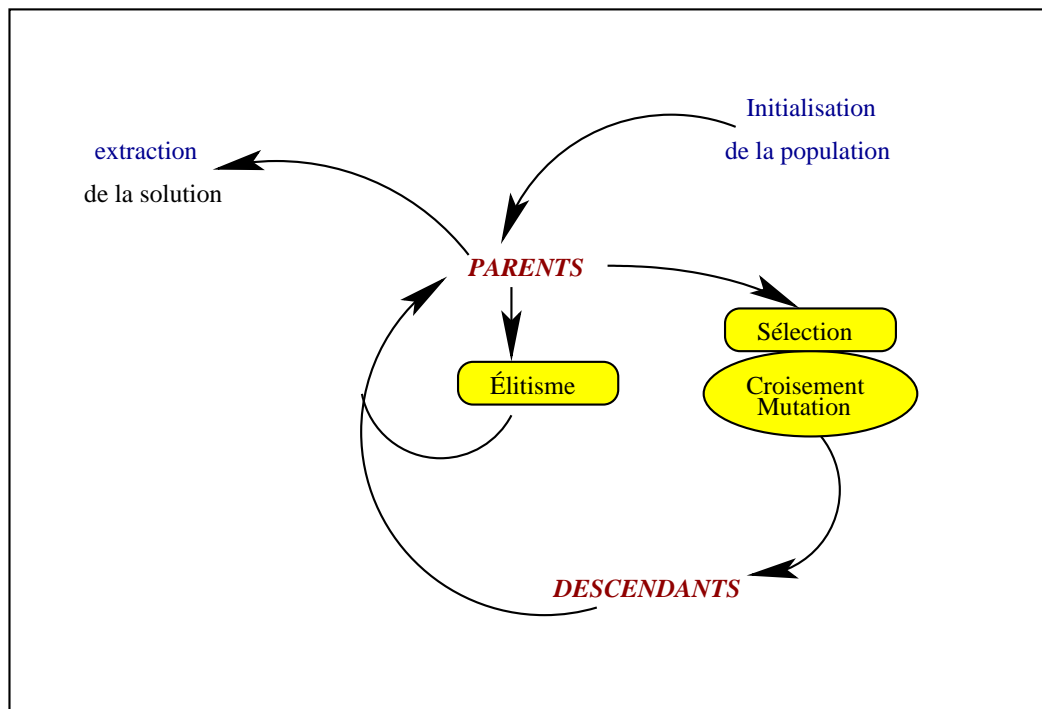 Initialisation
de la population
extraction
de la solution
PARENTS
Sélection
Élitisme
Croisement
Mutation
DESCENDANTS